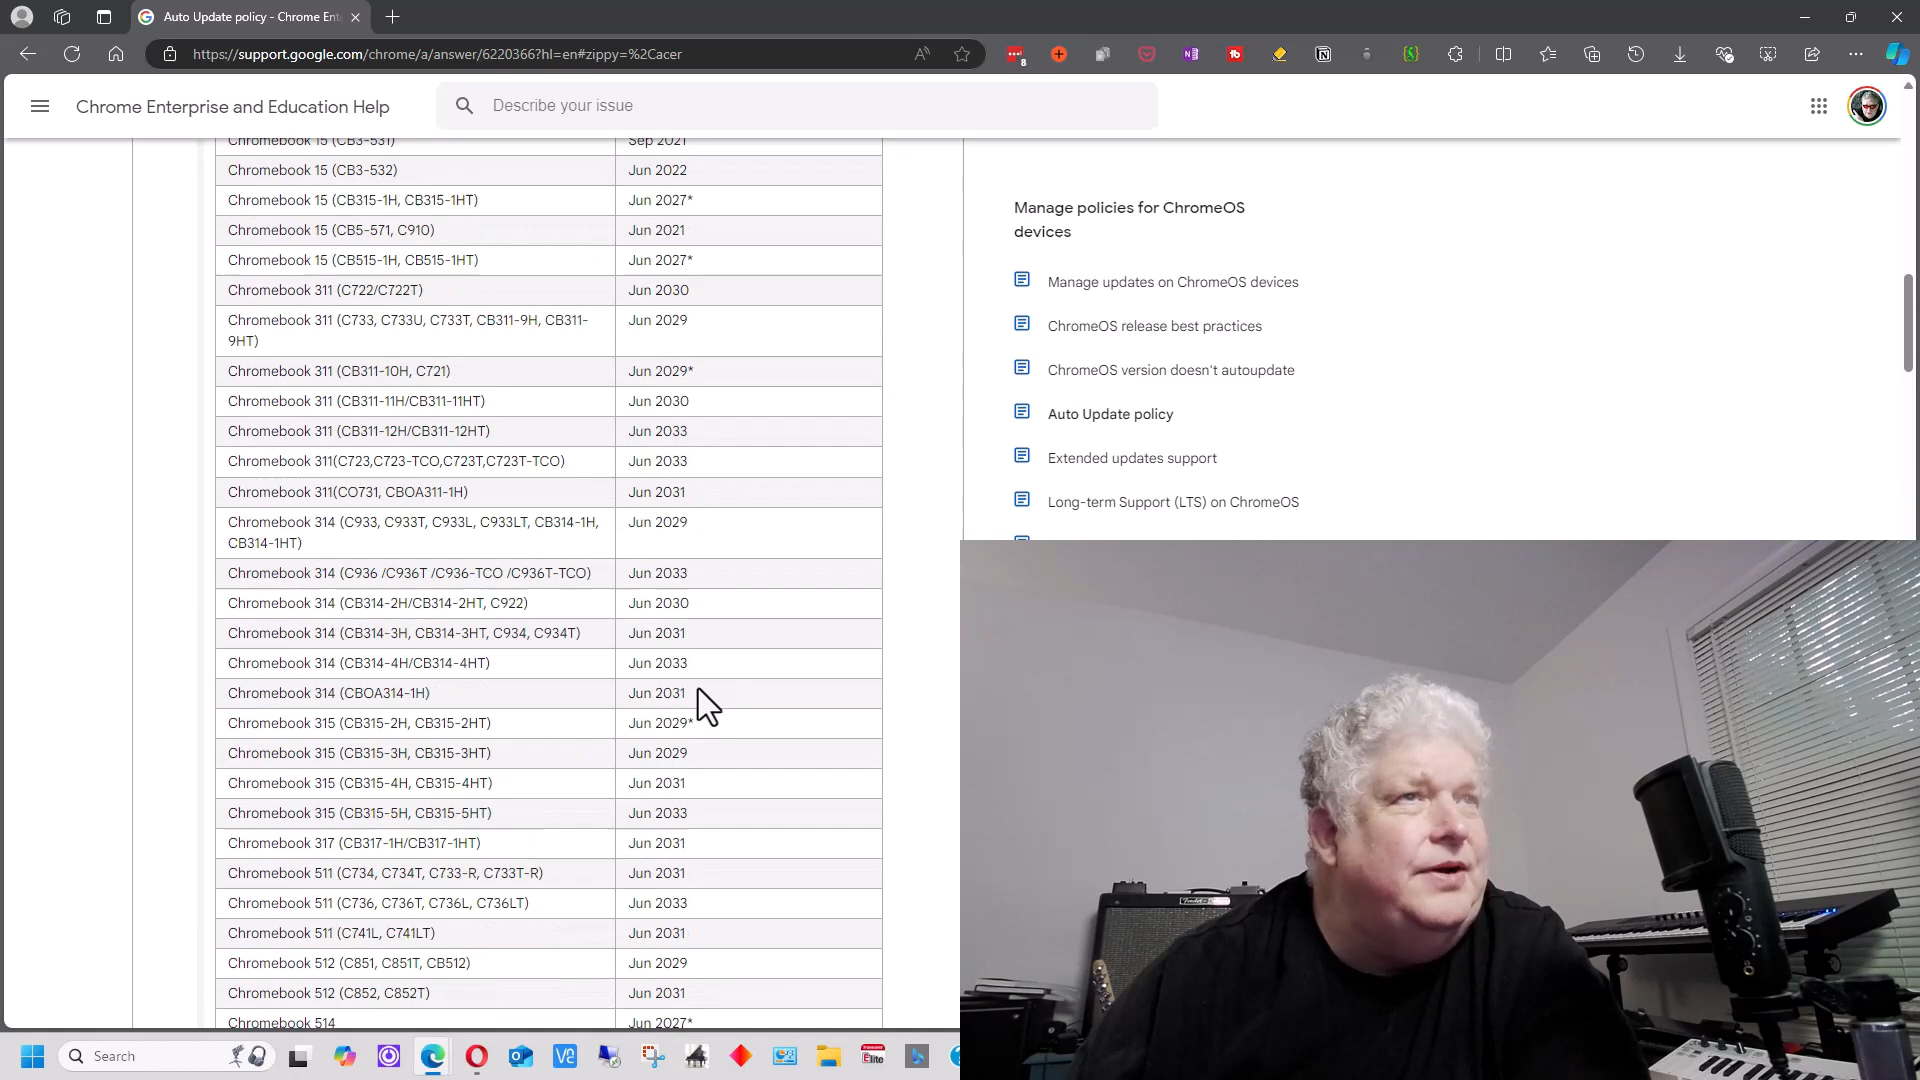 Auto Update policy - Chrome Ent
https://support.google.com/chrome/a/answer/6220366?hl=en#zippy=%2Cacer
8
Chrome Enterprise and Education Help
Describe your issue
Chromebook 15 (CB3-531) Sep 2021
Chromebook 15 (CB3-532) Jun 2022
Chromebook 15 (CB315-1H, CB315-1HT) Jun 2027*
Chromebook 15 (CB5-571, C910) Jun 2021
Chromebook 15 (CB515-1H, CB515-1HT) Jun 2027*
Chromebook 311 (C722/C722T) Jun 2030
Chromebook 311 (C733, C733U, C733T, CB311-9H, CB311- Jun 2029
9HT)
Chromebook 311 (CB311-10H, C721) Jun 2029*
Chromebook 311 (CB311-11H/CB311-11HT) Jun 2030
Chromebook 311 (CB311-12H/CB311-12HT) Jun 2033
Chromebook 311(C723,C723-TCO,C723T,C723T-TCO) Jun 2033
Chromebook 311(CO731, CBOA311-1H) Jun 2031
Chromebook 314 (C933, C933T, C933L, C933LT, CB314-1H, Jun 2029
CB314-1HT)
Chromebook 314 (C936 /C936T /C936-TCO /C936T-TCO) Jun 2033
Chromebook 314 (CB314-2H/CB314-2HT, C922) Jun 2030
Chromebook 314 (CB314-3H, CB314-3HT, C934, C934T) Jun 2031
Chromebook 314 (CB314-4H/CB314-4HT) Jun 2033
Chromebook 314 (CBOA314-1H) Jun 2031
Chromebook 315 (CB315-2H, CB315-2HT) Jun 2029*
Chromebook 315 (CB315-3H, CB315-3HT) Jun 2029
Chromebook 315 (CB315-4H, CB315-4HT) Jun 2031
Chromebook 315 (CB315-5H, CB315-5HT) Jun 2033
Chromebook 317 (CB317-1H/CB317-1HT) Jun 2031
Chromebook 511 (C734, C734T, C733-R, C733T-R) Jun 2031
Chromebook 511 (C736, C736T, C736L, C736LT) Jun 2033
Chromebook 511 (C741L, C741LT) Jun 2031
Chromebook 512 (C851, C851T, CB512) Jun 2029
Chromebook 512 (C852, C852T) Jun 2031
Chromebook 514 Jun 2027*
Manage policies for ChromeOS
devices
Manage updates on ChromeOS devices
ChromeOS release best practices
ChromeOS version doesn't autoupdate
Auto Update policy
Extended updates support
Long-term Support (LTS) on ChromeOS
Search